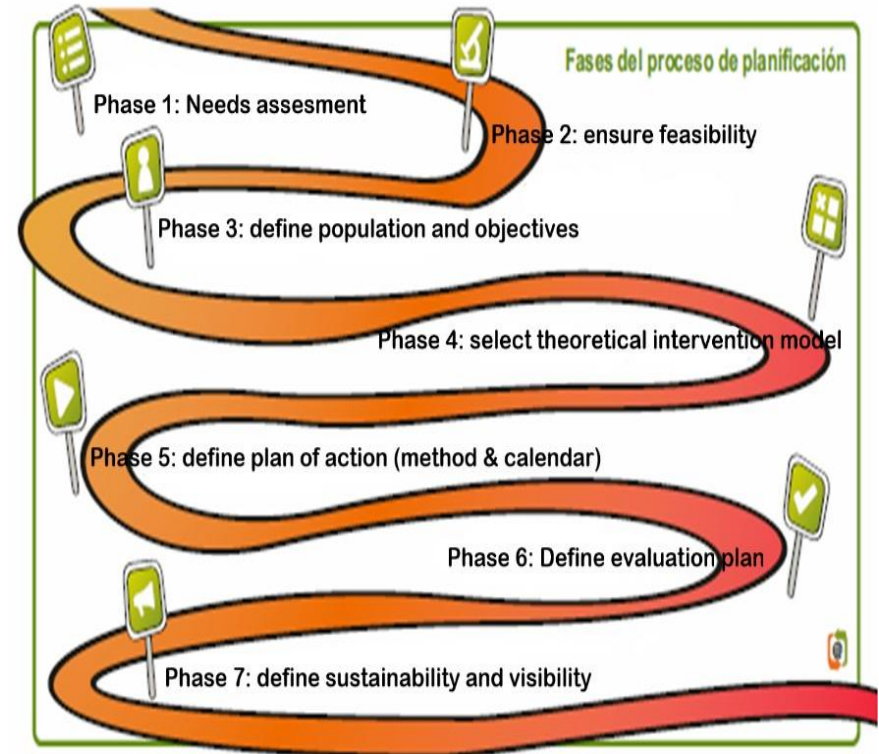 Fases del proceso de planificación
Phase 1: Needs assesment
Phase 2: ensure feasibility
Phase 3: define population and objectives
Phase 4: select theoretical intervention model
Phase 5: define plan of action (method & calendar)
Phase 6: Define evaluation plan
Phase 7: define sustainability and visibility